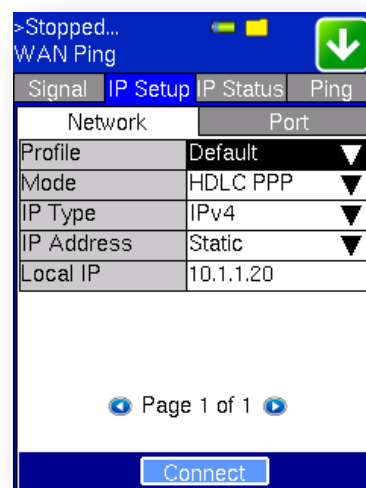 >Stopped...
WAN Ping
Signal IP Setup IP Status Ping
Network Port
Profile Default
Mode HDLC PPP
IP Type IPv4
IP Address Static
Local IP 10.1.1.20
Page 1 of 1
Connect